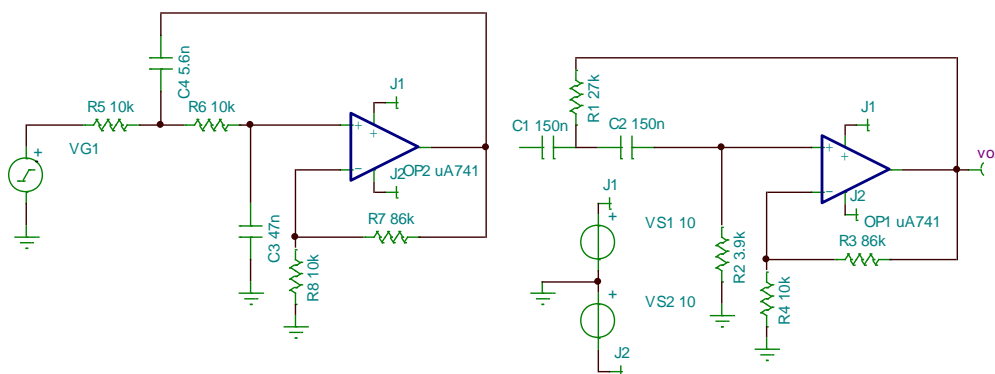 C4 5.6n
J1
R5 10k
R6 10k
+
+
-
VG1
+
J2
OP2 uA741
R7 86k
C3 47n
R8 10k
R1 27k
C1 150n
C2 150n
J1
vo
+
+
-
J2
OP1 uA741
J1
+
VS1 10
R2 3.9k
R3 86k
+
VS2 10
R4 10k
J2